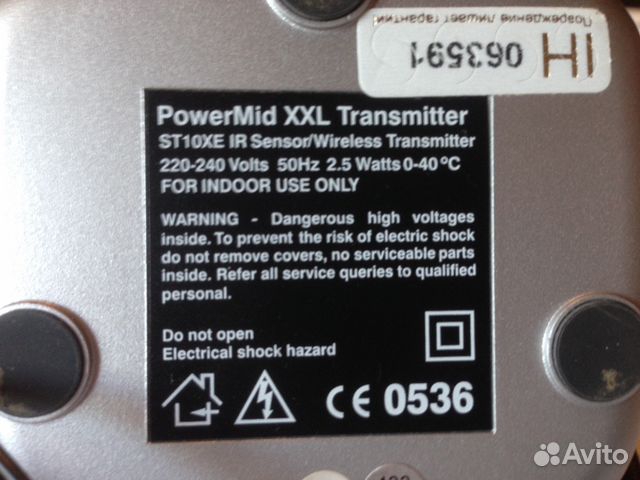 Повреждение лишает гарантии
IH 063591
PowerMid XXL Transmitter
ST10XE IR Sensor/Wireless Transmitter
220-240 Volts 50Hz 2.5 Watts 0-40 °C
FOR INDOOR USE ONLY
WARNING - Dangerous high voltages
inside. To prevent the risk of electric shock
do not remove covers, no serviceable parts
inside. Refer all service queries to qualified
personal.
Do not open
Electrical shock hazard
CE 0536
Avito